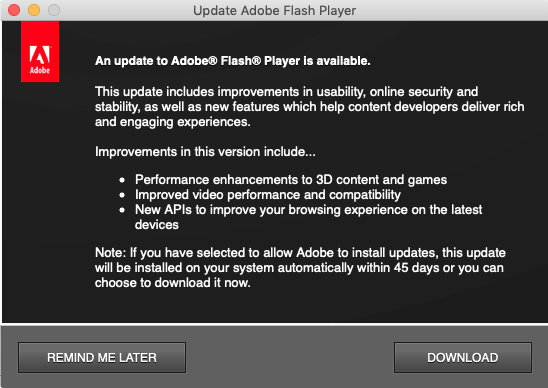 Update Adobe Flash Player
Adobe
An update to Adobe® Flash® Player is available.
This update includes improvements in usability, online security and
stability, as well as new features which help content developers deliver rich
and engaging experiences.
Improvements in this version include...
• Performance enhancements to 3D content and games
• Improved video performance and compatibility
• New APIs to improve your browsing experience on the latest
devices
Note: If you have selected to allow Adobe to install updates, this update
will be installed on your system automatically within 45 days or you can
choose to download it now.
REMIND ME LATER
DOWNLOAD